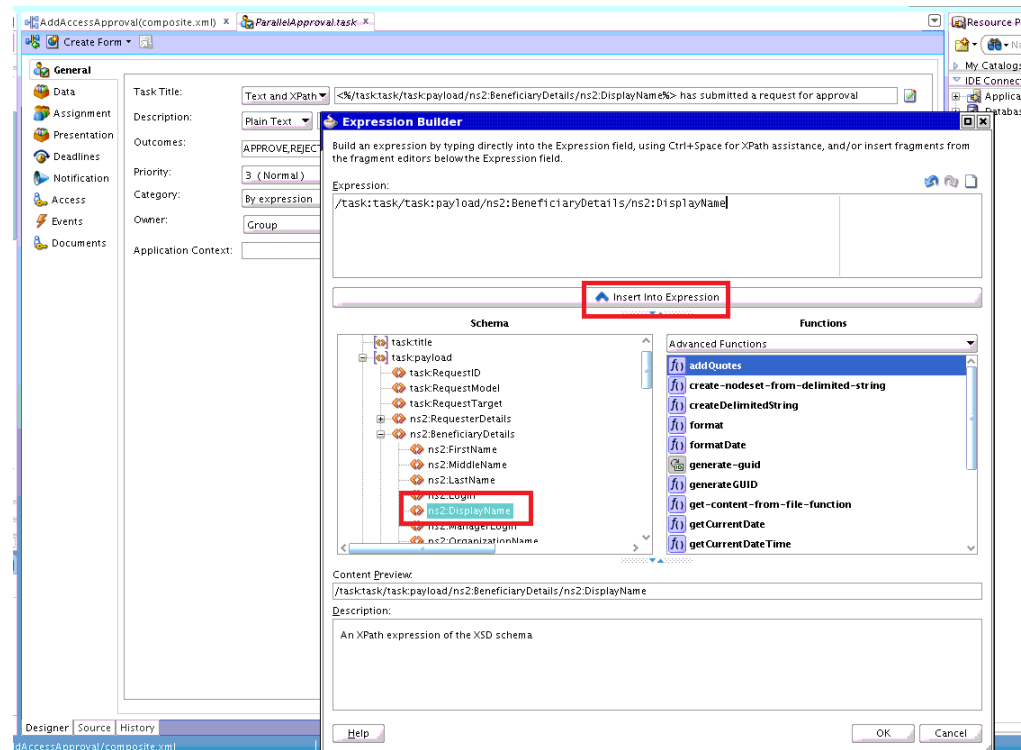 AddAccessApproval(composite.xml) x
ParallelApproval.task x
Resource P
Create Form
My Catalogs
IDE Connec
Applica
Databas
General
Data
Assignment
Presentation
Deadlines
Notification
Access
Events
Documents
Task Title:
Text and XPath
<%/task:task/task:payload/ns2:BeneficiaryDetails/ns2:DisplayName%> has submitted a request for approval
Description:
Plain Text
Outcomes:
APPROVE,REJECT
Priority:
3 (Normal)
Category:
By expression
Owner:
Group
Application Context:
Expression Builder
Build an expression by typing directly into the Expression field, using Ctrl+Space for XPath assistance, and/or insert fragments from
the fragment editors below the Expression field.
Expression:
/task:task/task:payload/ns2:BeneficiaryDetails/ns2:DisplayName
Insert Into Expression
Schema
task:title
task:payload
task:RequestID
task:RequestModel
task:RequestTarget
ns2:RequesterDetails
ns2:BeneficiaryDetails
ns2:FirstName
ns2:MiddleName
ns2:LastName
ns2:Login
ns2:DisplayName
ns2:ManagerLogin
ns2:OrganizationName
Functions
Advanced Functions
addQuotes
create-nodeset-from-delimited-string
createDelimitedString
format
formatDate
generate-guid
generateGUID
get-content-from-file-function
getCurrentDate
getCurrentDateTime
Content Preview:
/task:task/task:payload/ns2:BeneficiaryDetails/ns2:DisplayName
Description:
An XPath expression of the XSD schema
Help
OK
Cancel
Designer
Source
History
ddAccessApproval/composite.xml